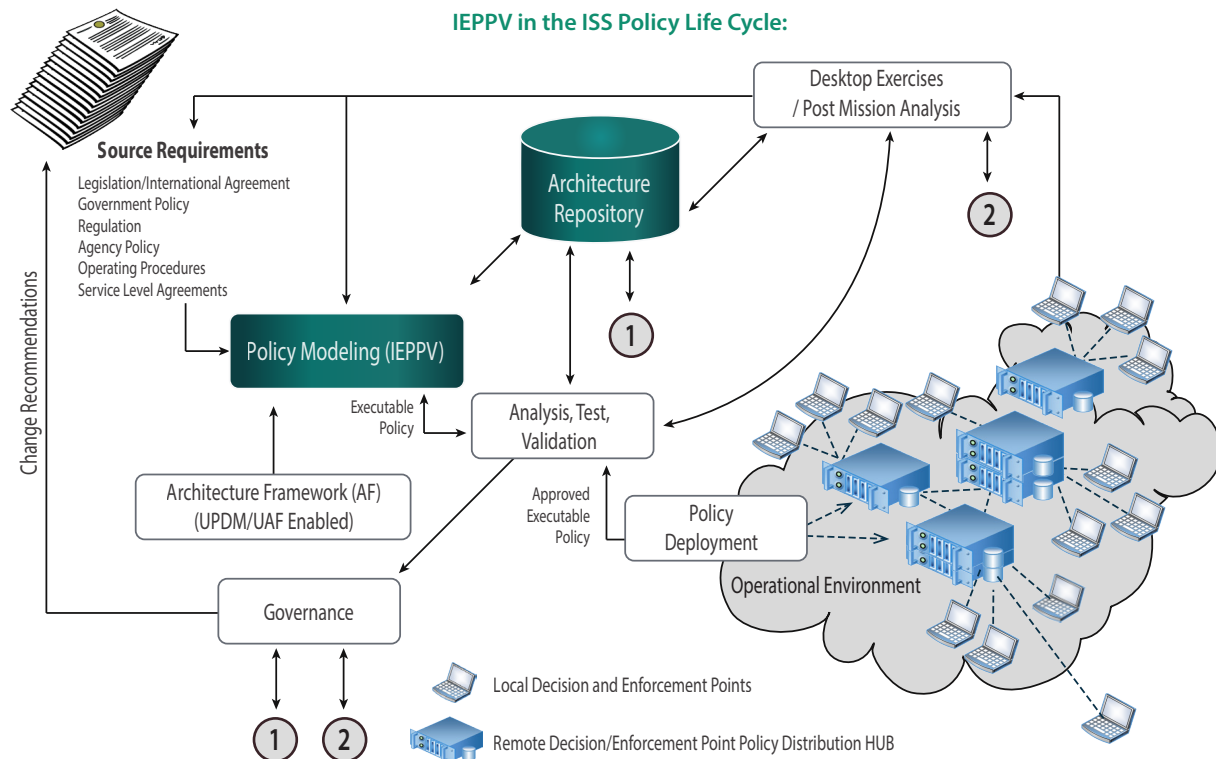 IEPPV in the ISS Policy Life Cycle:
Desktop Exercises
/ Post Mission Analysis
Source Requirements
Legislation/International Agreement
Government Policy
Regulation
Agency Policy
Operating Procedures
Service Level Agreements
Architecture
Repository
2
1
Policy Modeling (IEPPV)
Change Recommendations
Executable
Policy
Analysis, Test,
Validation
Architecture Framework (AF)
(UPDM/UAF Enabled)
Approved
Executable
Policy
Policy
Deployment
Operational Environment
Governance
1
2
Local Decision and Enforcement Points
Remote Decision/Enforcement Point Policy Distribution HUB